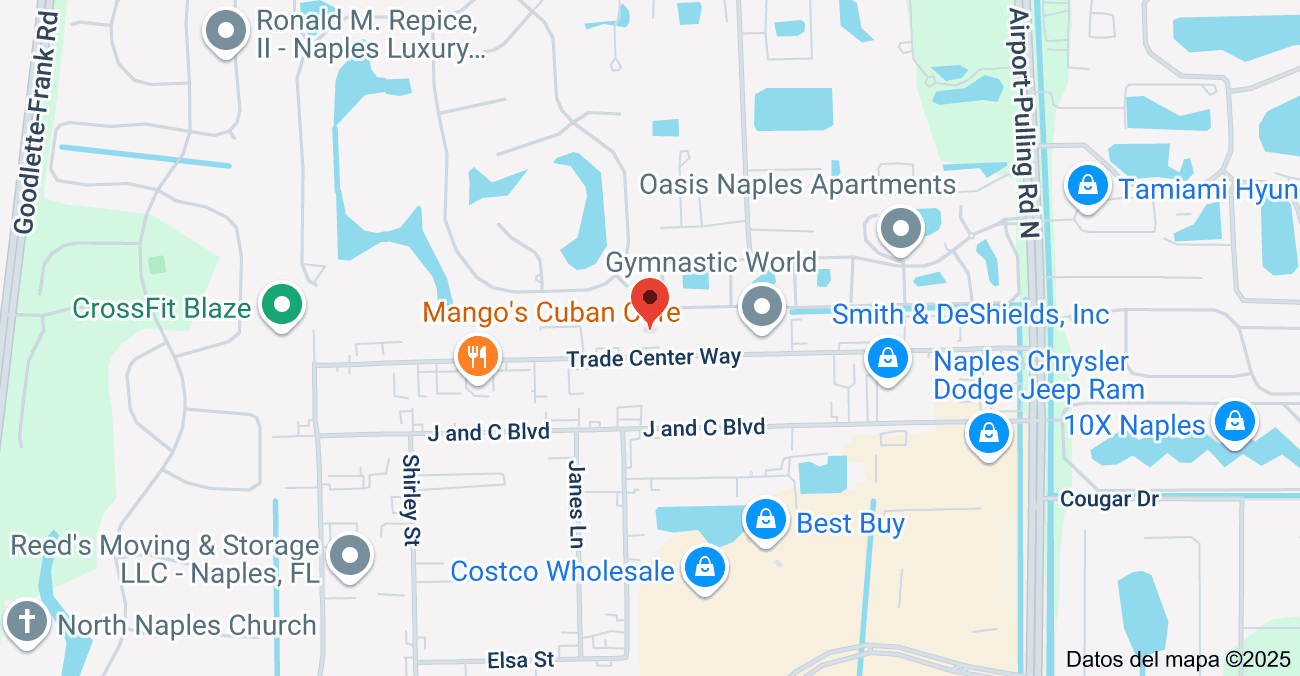 Ronald M. Repice,
II - Naples Luxury...
Goodlette-Frank Rd
Airport-Pulling Rd N
Oasis Naples Apartments
Tamiami Hyun
Gymnastic World
CrossFit Blaze
Mango's Cuban C fe
Smith & DeShields, Inc
Trade Center Way
Naples Chrysler
Dodge Jeep Ram
J and C Blvd
J and C Blvd
10X Naples
Shirley St
Janes Ln
Cougar Dr
Best Buy
Reed's Moving & Storage
LLC - Naples, FL
Costco Wholesale
North Naples Church
Elsa St
Datos del mapa ©2025